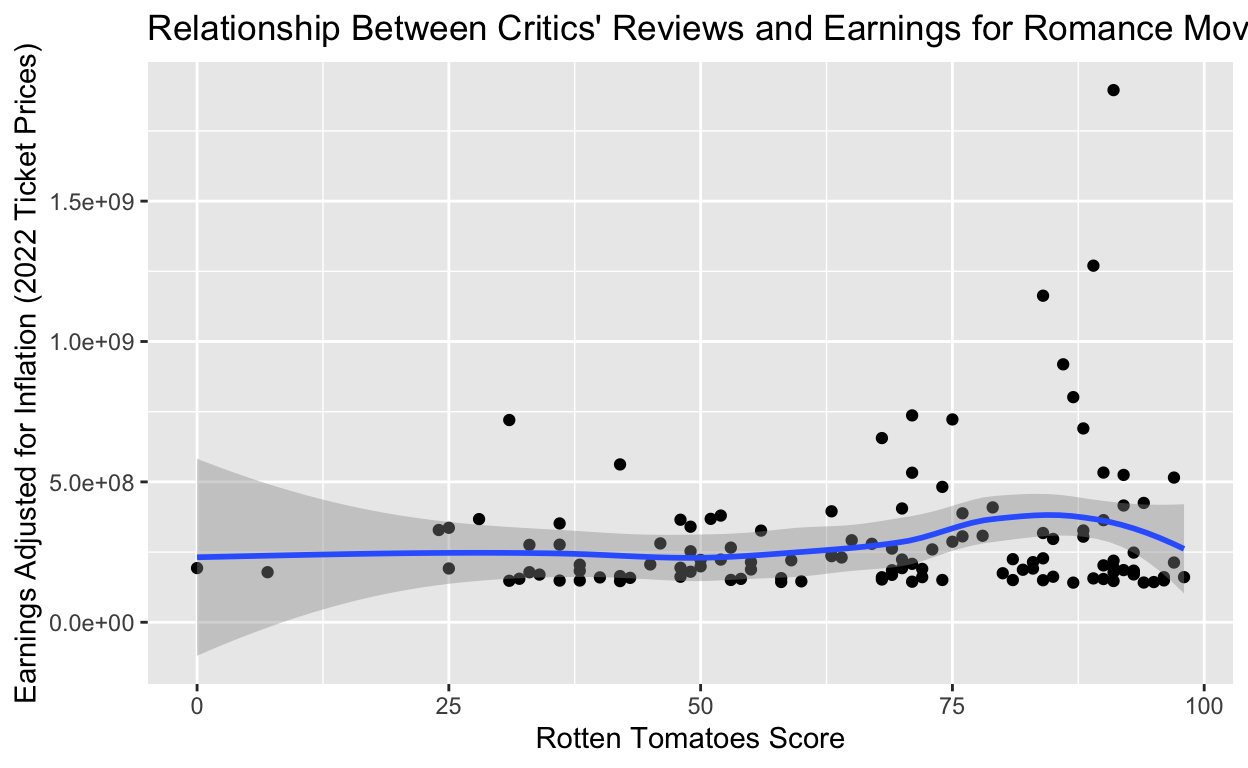 Relationship Between Critics' Reviews and Earnings for Romance Mov
Earnings Adjusted for Inflation (2022 Ticket Prices)
1.5e+09
1.0e+09
5.0e+08
0.0e+00
0 25 50 75 100
Rotten Tomatoes Score